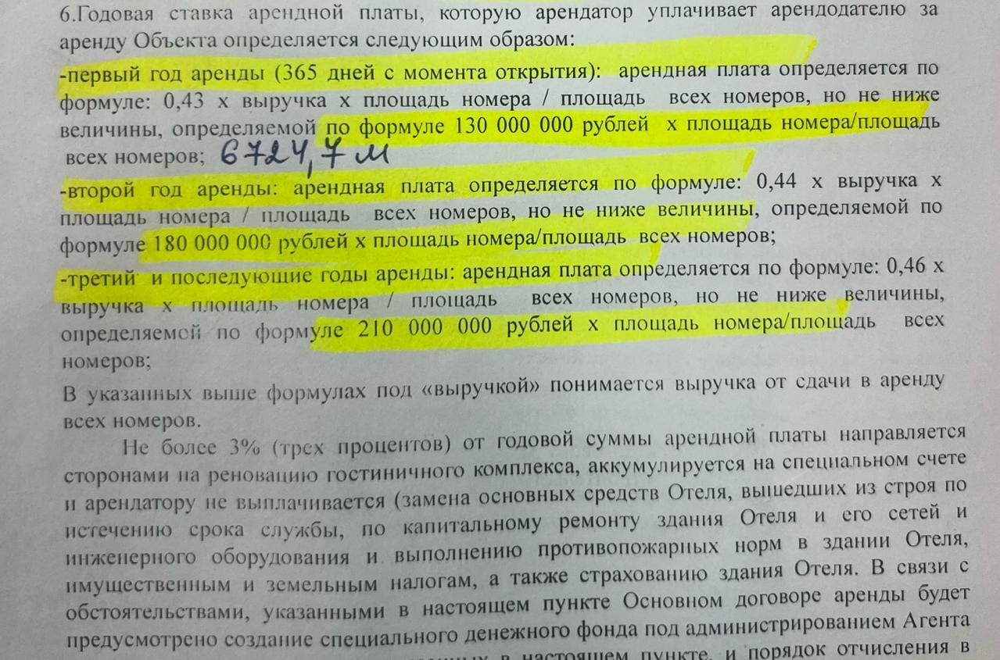 6.Годовая ставка арендной платы, которую арендатор уплачивает арендодателю за
аренду Объекта определяется следующим образом:
-первый год аренды (365 дней с момента открытия): арендная плата определяется по
формуле: 0,43 х выручка х площадь номера / площадь всех номеров, но не ниже
величины, определяемой по формуле 130 000 000 рублей х площадь номера/площадь
всех номеров; 6724,7 м
-второй год аренды: арендная плата определяется по формуле: 0,44 х выручка х
площадь номера / площадь всех номеров, но не ниже величины, определяемой по
формуле 180 000 000 рублей х площадь номера/площадь всех номеров;
-третий и последующие годы аренды: арендная плата определяется по формуле: 0,46 х
выручка х площадь номера / площадь всех номеров, но не ниже величины,
определяемой по формуле 210 000 000 рублей х площадь номера/площадь всех
номеров;
В указанных выше формулах под «выручкой» понимается выручка от сдачи в аренду
всех номеров.
Не более 3% (трех процентов) от годовой суммы арендной платы направляется
сторонами на реновацию гостиничного комплекса, аккумулируется на специальном счете
и арендатору не выплачивается (замена основных средств Отеля, вышедших из строя по
истечению срока службы, по капитальному ремонту здания Отеля и его сетей и
инженерного оборудования и выполнению противопожарных норм в здании Отеля,
имущественным и земельным налогам, а также страхованию здания Отеля. В связи с
обстоятельствами, указанными в настоящем пункте Основном договоре аренды будет
предусмотрено создание специального денежного фонда под администрированием Агента
в настоящем пункте, и порядок отчисления в